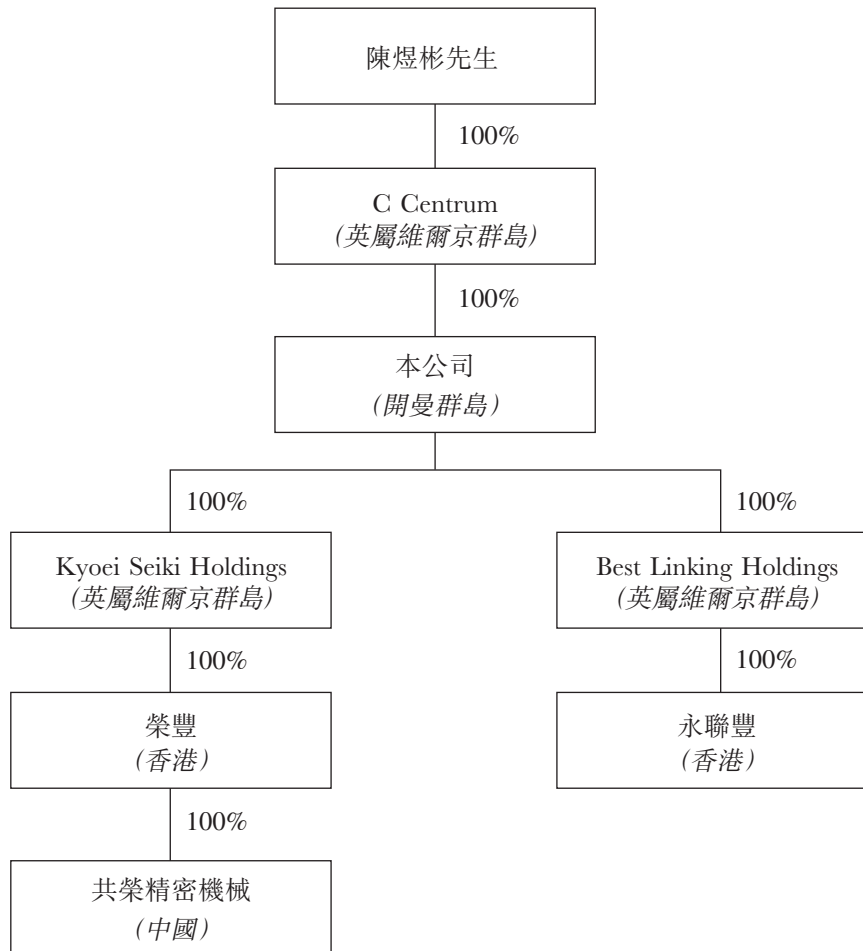 陳煜彬先生
100%
C Centrum
(英屬維爾京群島)
100%
本公司
(開曼群島)
100%
100%
Kyoei Seiki Holdings
(英屬維爾京群島)
Best Linking Holdings
(英屬維爾京群島)
100%
100%
榮豐
(香港)
永聯豐
(香港)
100%
共榮精密機械
(中國)